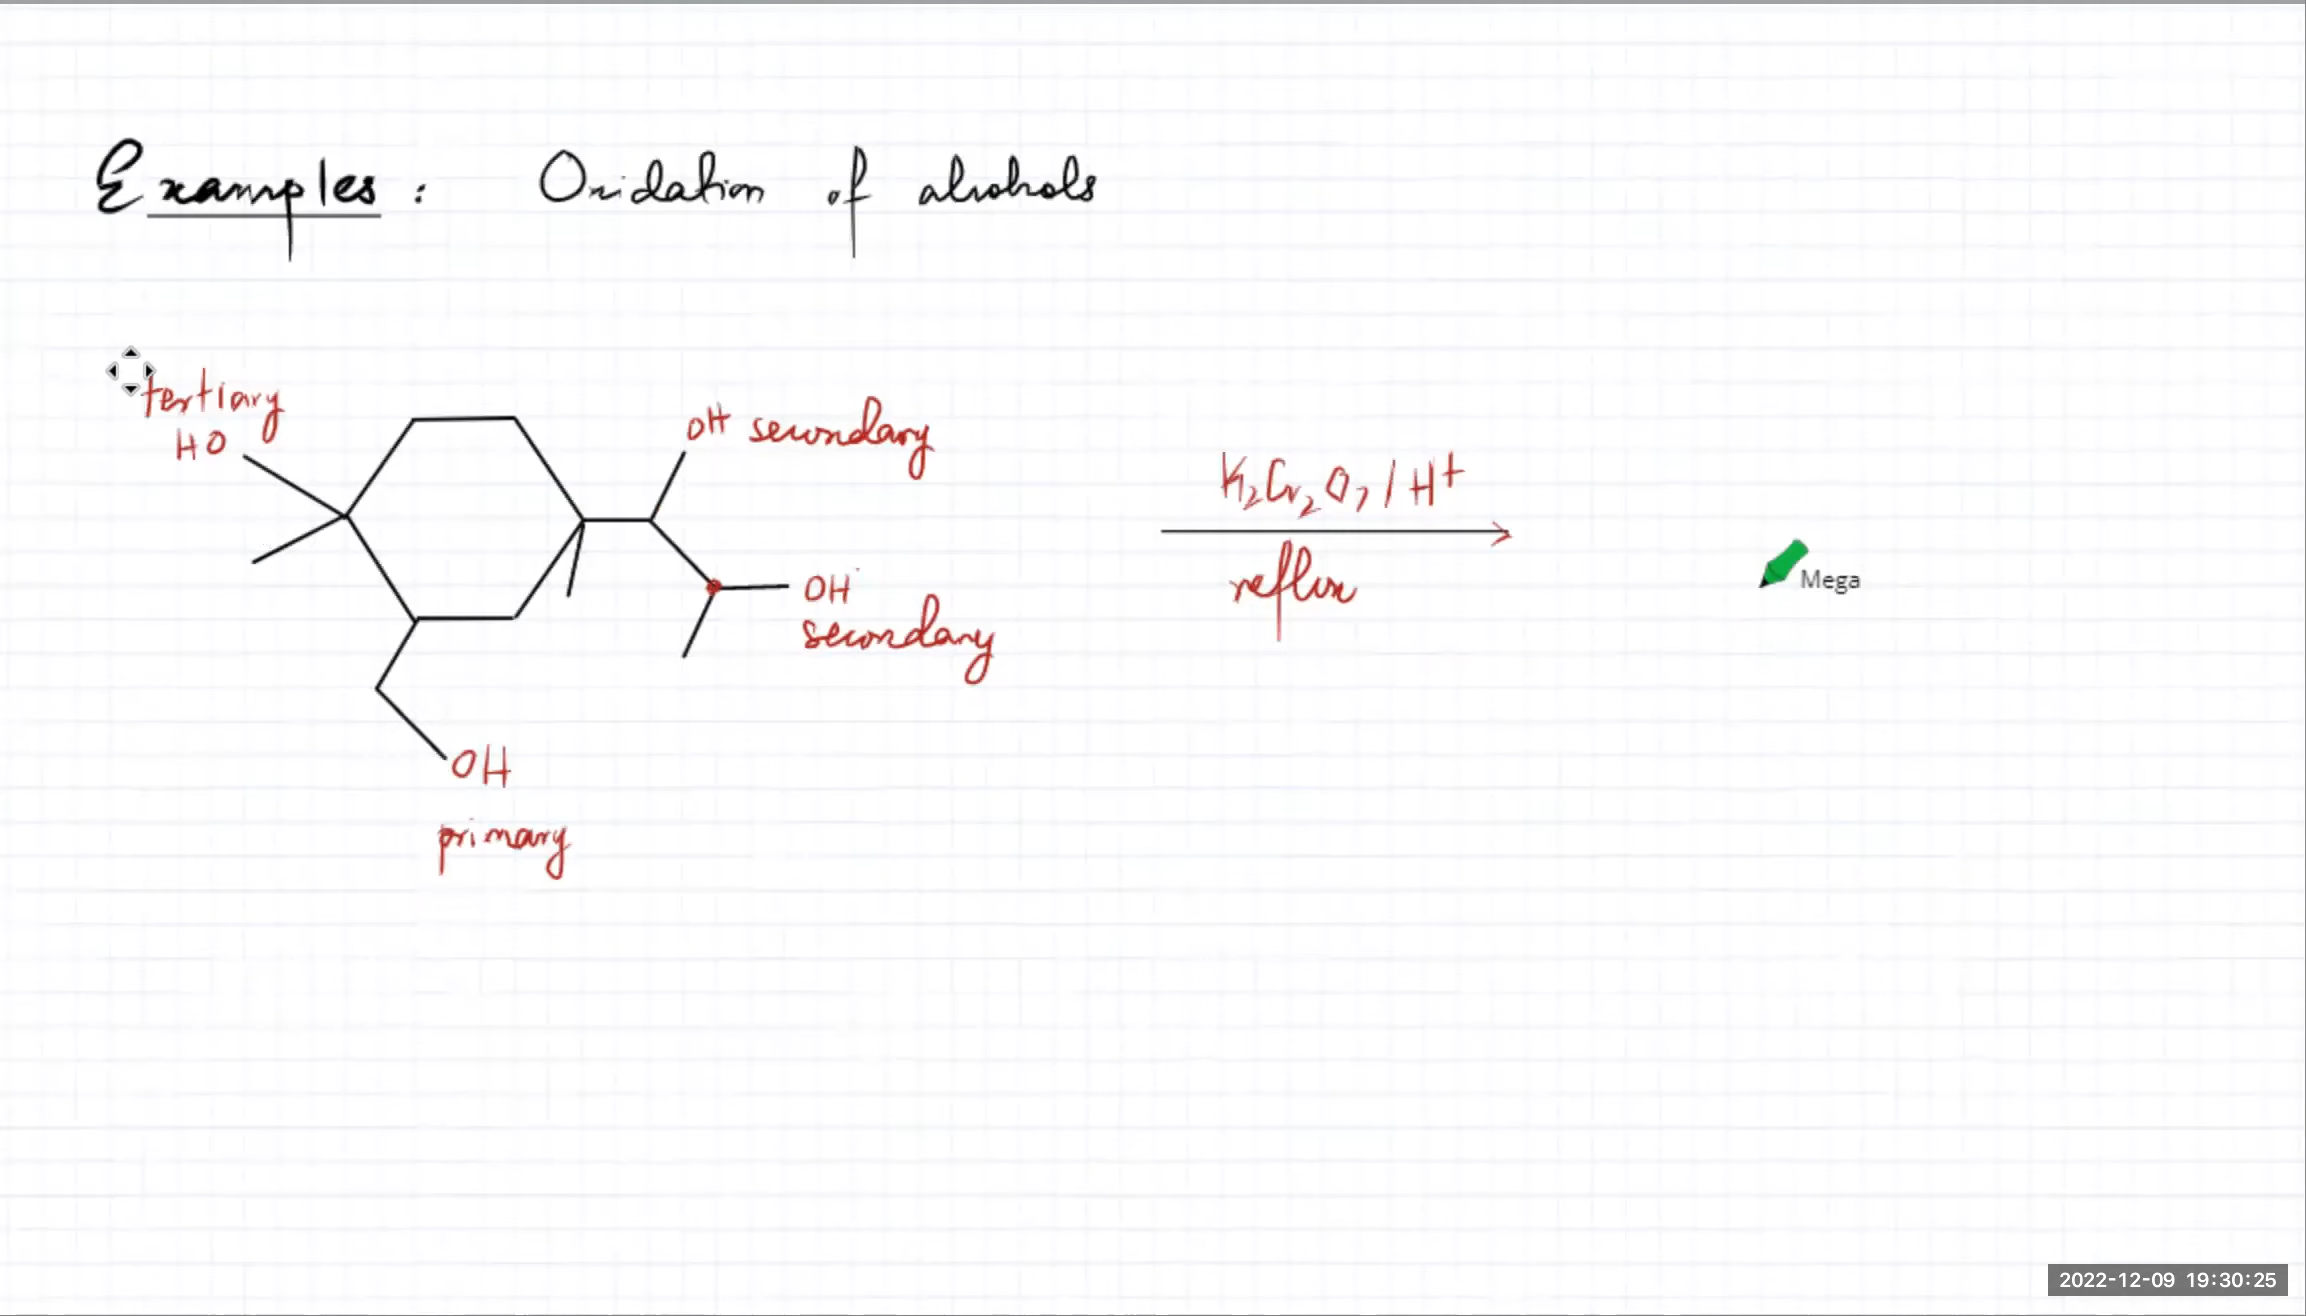 Examples : Oxidation of alcohols
tertiary
HO
OH secondary
OH
secondary
OH
primary
K₂Cr₂O₇ / H⁺
reflux
Mega
2022-12-09 19:30:25